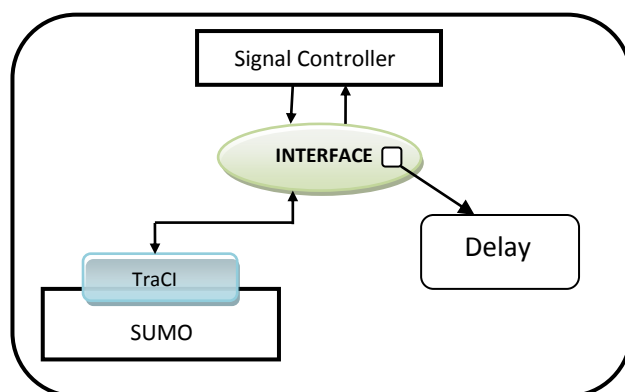 Signal Controller
INTERFACE
Delay
TraCI
SUMO